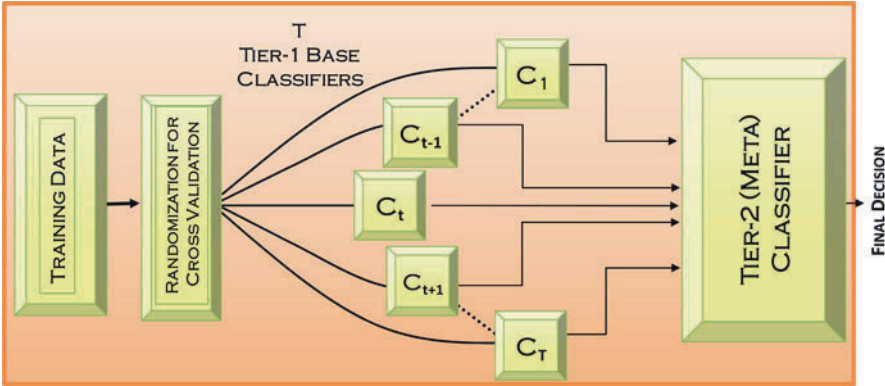 T
Tier-1 Base
Classifiers
Training Data
Randomization for
Cross Validation
C1
Ct-1
Ct
Ct+1
CT
Tier-2 (Meta)
Classifier
Final Decision